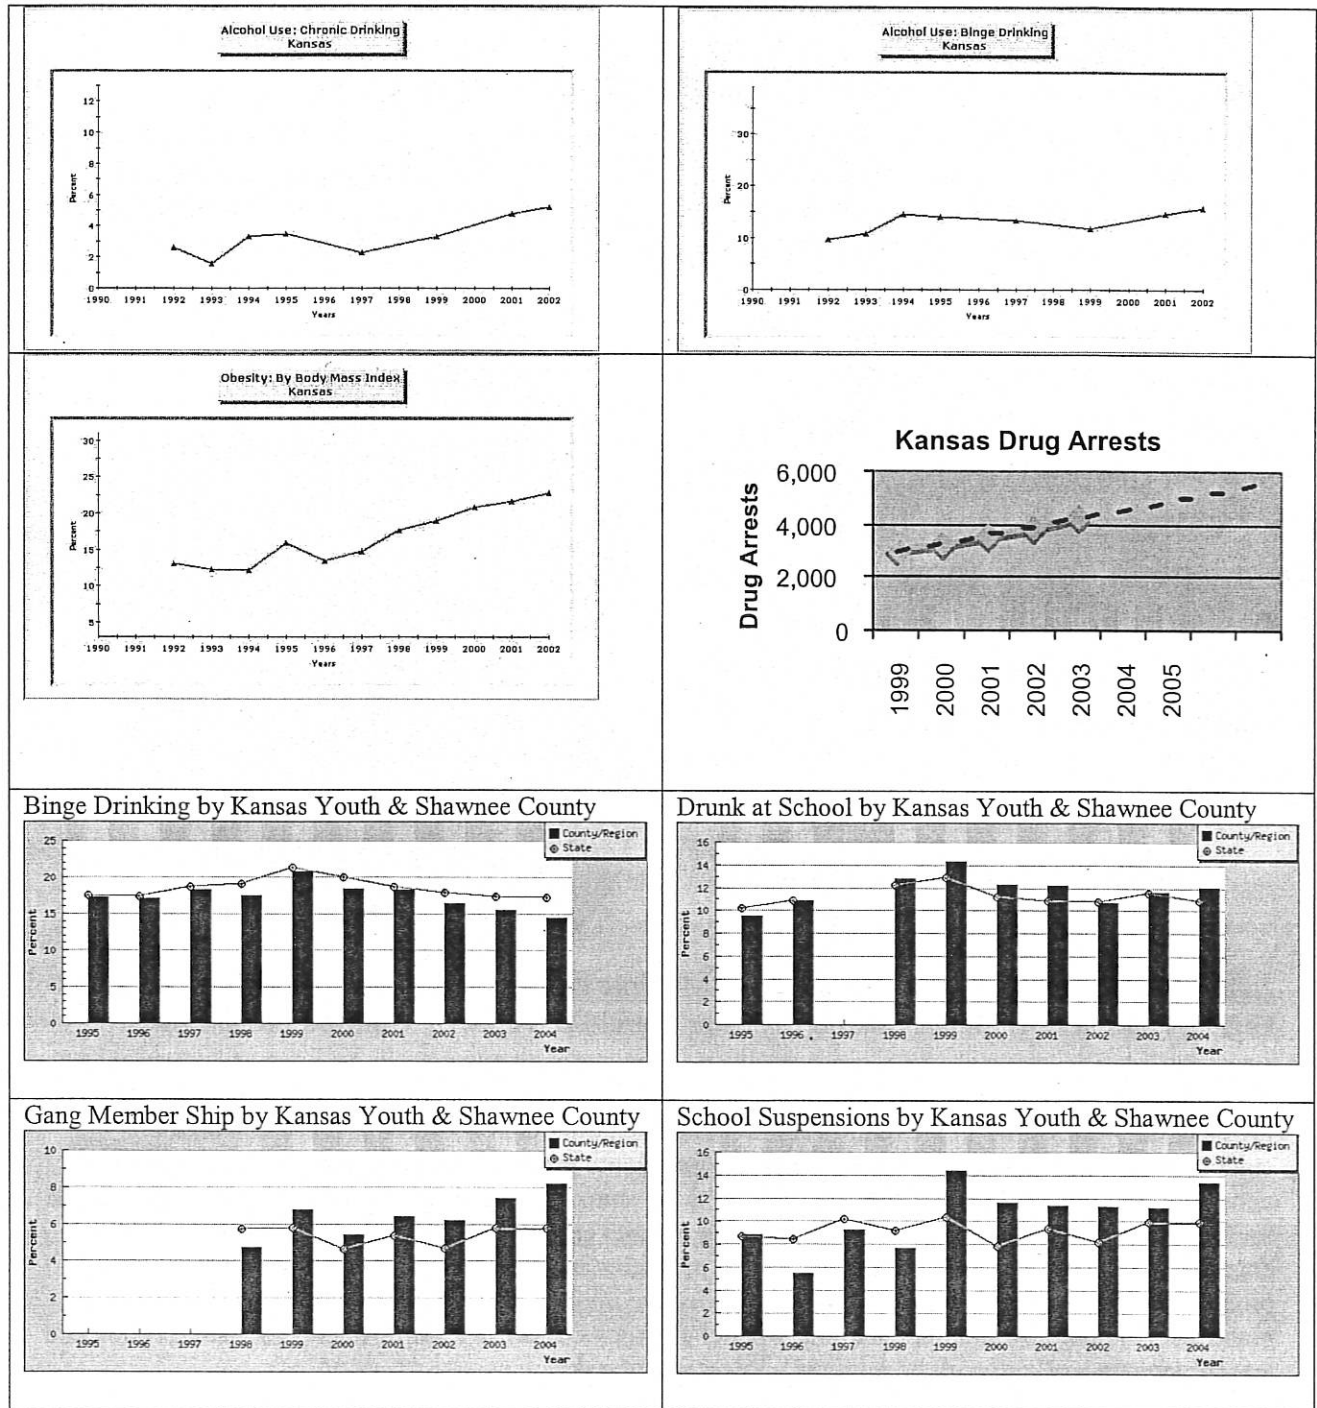 Alcohol Use: Chronic Drinking
Kansas
12
10
8
6
4
2
0
Percent
1990 1991 1992 1993 1994 1995 1996 1997 1998 1999 2000 2001 2002
Years
Alcohol Use: Binge Drinking
Kansas
30
20
10
0
Percent
1990 1991 1992 1993 1994 1995 1996 1997 1998 1999 2000 2001 2002
Years
Obesity: By Body Mass Index
Kansas
30
25
20
15
10
5
Percent
1990 1991 1992 1993 1994 1995 1996 1997 1998 1999 2000 2001 2002
Years
Kansas Drug Arrests
6,000
4,000
2,000
0
Drug Arrests
1999 2000 2001 2002 2003 2004 2005
Binge Drinking by Kansas Youth & Shawnee County
County/Region
State
25
20
15
10
5
0
Percent
1995 1996 1997 1998 1999 2000 2001 2002 2003 2004
Year
Drunk at School by Kansas Youth & Shawnee County
County/Region
State
16
14
12
10
8
6
4
2
0
Percent
1995 1996 1997 1998 1999 2000 2001 2002 2003 2004
Year
Gang Member Ship by Kansas Youth & Shawnee County
County/Region
State
10
8
6
4
2
0
Percent
1995 1996 1997 1998 1999 2000 2001 2002 2003 2004
Year
School Suspensions by Kansas Youth & Shawnee County
County/Region
State
16
14
12
10
8
6
4
2
0
Percent
1995 1996 1997 1998 1999 2000 2001 2002 2003 2004
Year